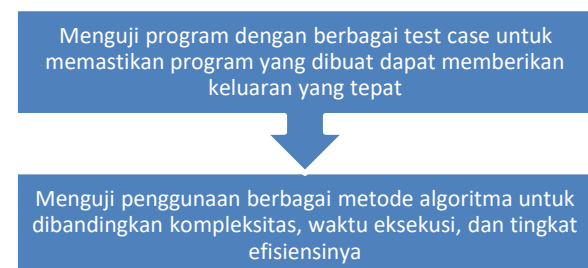 Menguji program dengan berbagai test case untuk
memastikan program yang dibuat dapat memberikan
keluaran yang tepat
Menguji penggunaan berbagai metode algoritma untuk
dibandingkan kompleksitas, waktu eksekusi, dan tingkat
efisiensinya